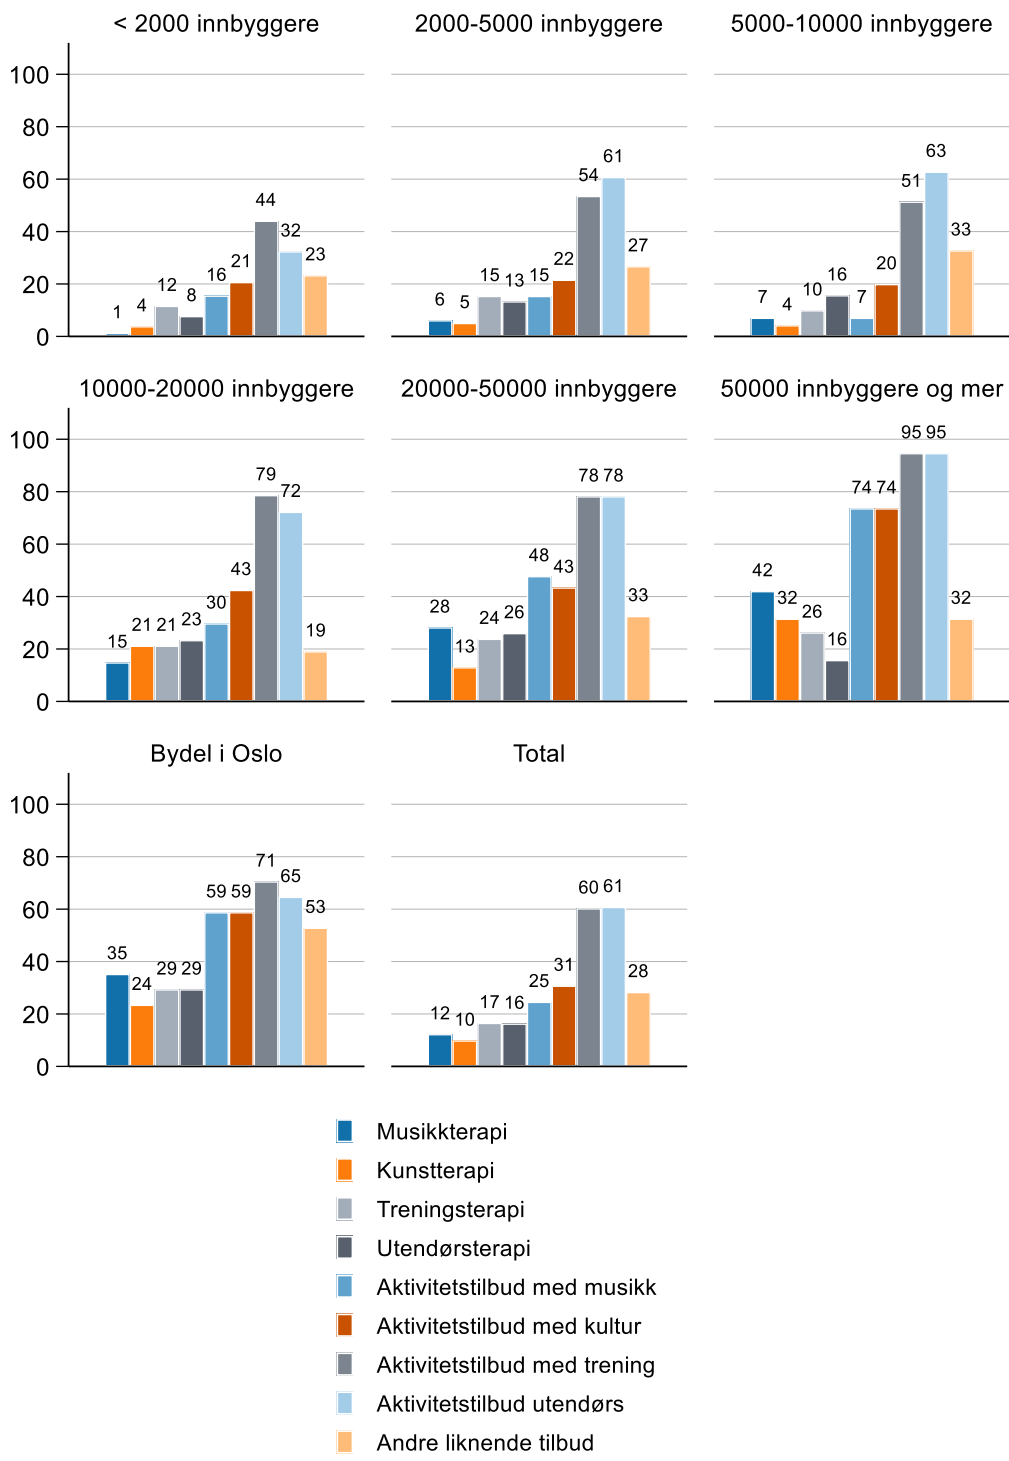 < 2000 innbyggere 2000-5000 innbyggere 5000-10000 innbyggere
100
80
60
40
20
0
1 4 12 8 16 21 44 32 23
6 5 15 13 15 22 54 61 27
7 4 10 16 7 20 51 63 33
10000-20000 innbyggere 20000-50000 innbyggere 50000 innbyggere og mer
100
80
60
40
20
0
15 21 21 23 30 43 79 72 19
28 13 24 26 48 43 78 78 33
42 32 26 16 74 74 95 95 32
Bydel i Oslo Total
100
80
60
40
20
0
35 24 29 29 59 59 71 65 53
12 10 17 16 25 31 60 61 28
Musikkterapi
Kunstterapi
Treningsterapi
Utendørsterapi
Aktivitetstilbud med musikk
Aktivitetstilbud med kultur
Aktivitetstilbud med trening
Aktivitetstilbud utendørs
Andre liknende tilbud